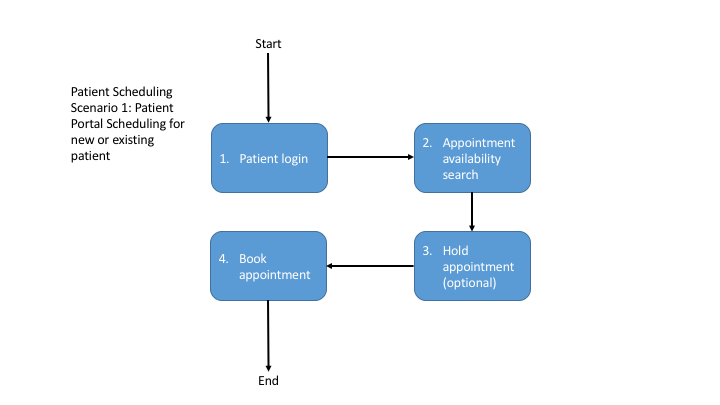 Start
Patient Scheduling
Scenario 1: Patient
Portal Scheduling for
new or existing
patient
1. Patient login
2. Appointment
availability
search
3. Hold
appointment
(optional)
4. Book
appointment
End